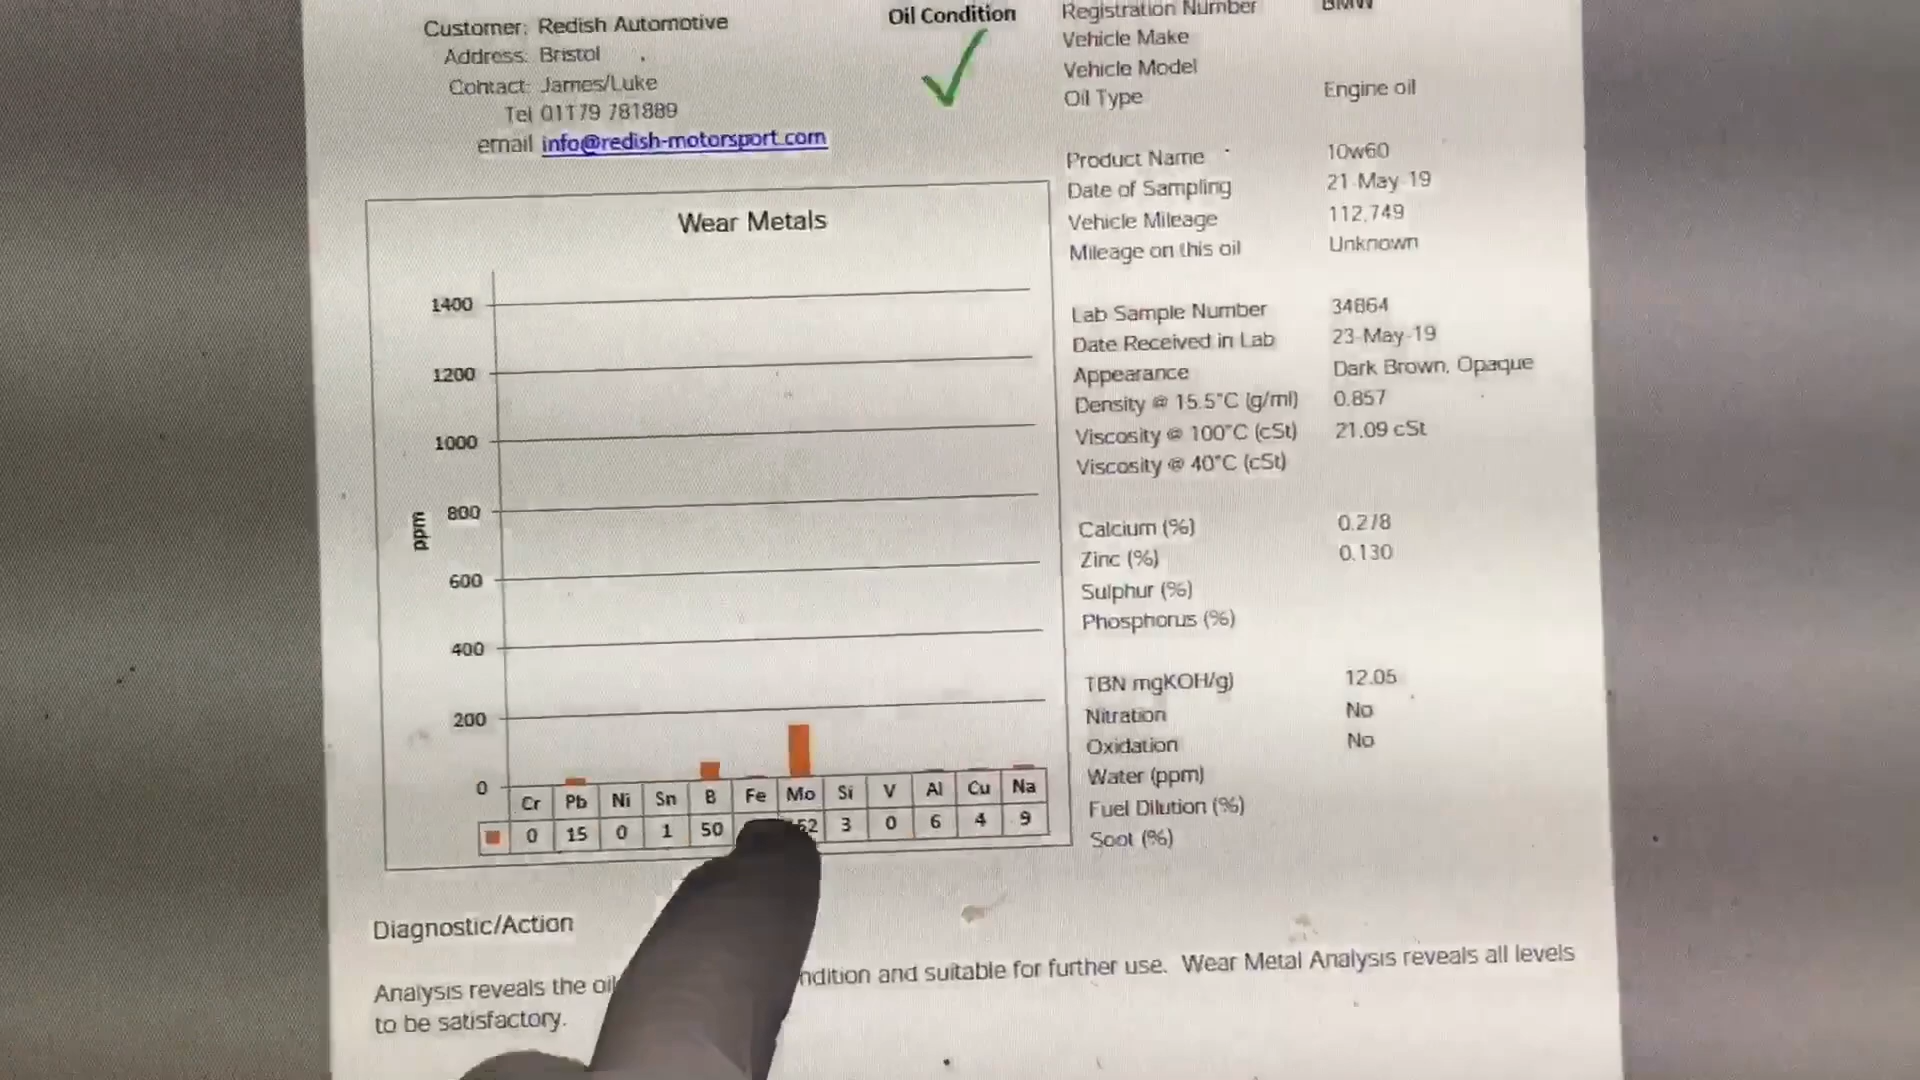 Customer: Redish Automotive
Address: Bristol
Contact: James/Luke
Tel 01179 781889
email info@redish-motorsport.com
Oil Condition
Registration Number BMW
Vehicle Make
Vehicle Model
Oil Type Engine oil
Product Name 10w60
Date of Sampling 21-May-19
Vehicle Mileage 112,749
Mileage on this oil Unknown
Lab Sample Number 34864
Date Received in Lab 23-May-19
Appearance Dark Brown, Opaque
Density @ 15.5°C (g/ml) 0.857
Viscosity @ 100°C (cSt) 21.09 cSt
Viscosity @ 40°C (cSt)
Calcium (%) 0.278
Zinc (%) 0.130
Sulphur (%)
Phosphorus (%)
TBN mgKOH/g) 12.05
Nitration No
Oxidation No
Water (ppm)
Fuel Dilution (%)
Soot (%)
Wear Metals
ppm
1400
1200
1000
800
600
400
200
0
Cr Pb Ni Sn B Fe Mo Si V Al Cu Na
0 15 0 1 50 52 3 0 6 4 9
Diagnostic/Action
Analysis reveals the oil and suitable for further use. Wear Metal Analysis reveals all levels
to be satisfactory.